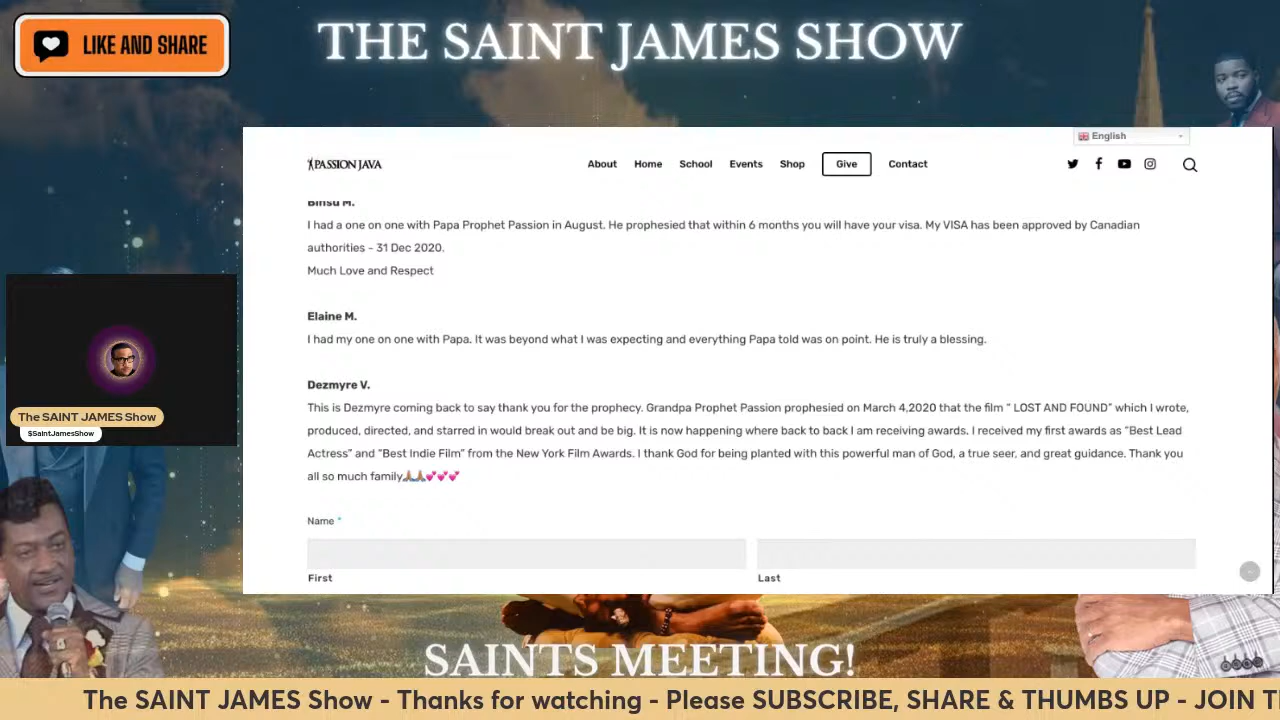 LIKE AND SHARE
THE SAINT JAMES SHOW
English
PASSION JAVA
About Home School Events Shop Give Contact
Binsu M.
I had a one on one with Papa Prophet Passion in August. He prophesied that within 6 months you will have your visa. My VISA has been approved by Canadian
authorities - 31 Dec 2020.
Much Love and Respect
Elaine M.
I had my one on one with Papa. It was beyond what I was expecting and everything Papa told was on point. He is truly a blessing.
Dezmyre V.
This is Dezmyre coming back to say thank you for the prophecy. Grandpa Prophet Passion prophesied on March 4,2020 that the film " LOST AND FOUND" which I wrote,
produced, directed, and starred in would break out and be big. It is now happening where back to back I am receiving awards. I received my first awards as "Best Lead
Actress" and "Best Indie Film" from the New York Film Awards. I thank God for being planted with this powerful man of God, a true seer, and great guidance. Thank you
all so much family🙏🏽🙏🏽💕💕💕
Name *
First Last
The SAINT JAMES Show
$SaintJamesShow
SAINTS MEETING!
The SAINT JAMES Show - Thanks for watching - Please SUBSCRIBE, SHARE & THUMBS UP - JOIN T